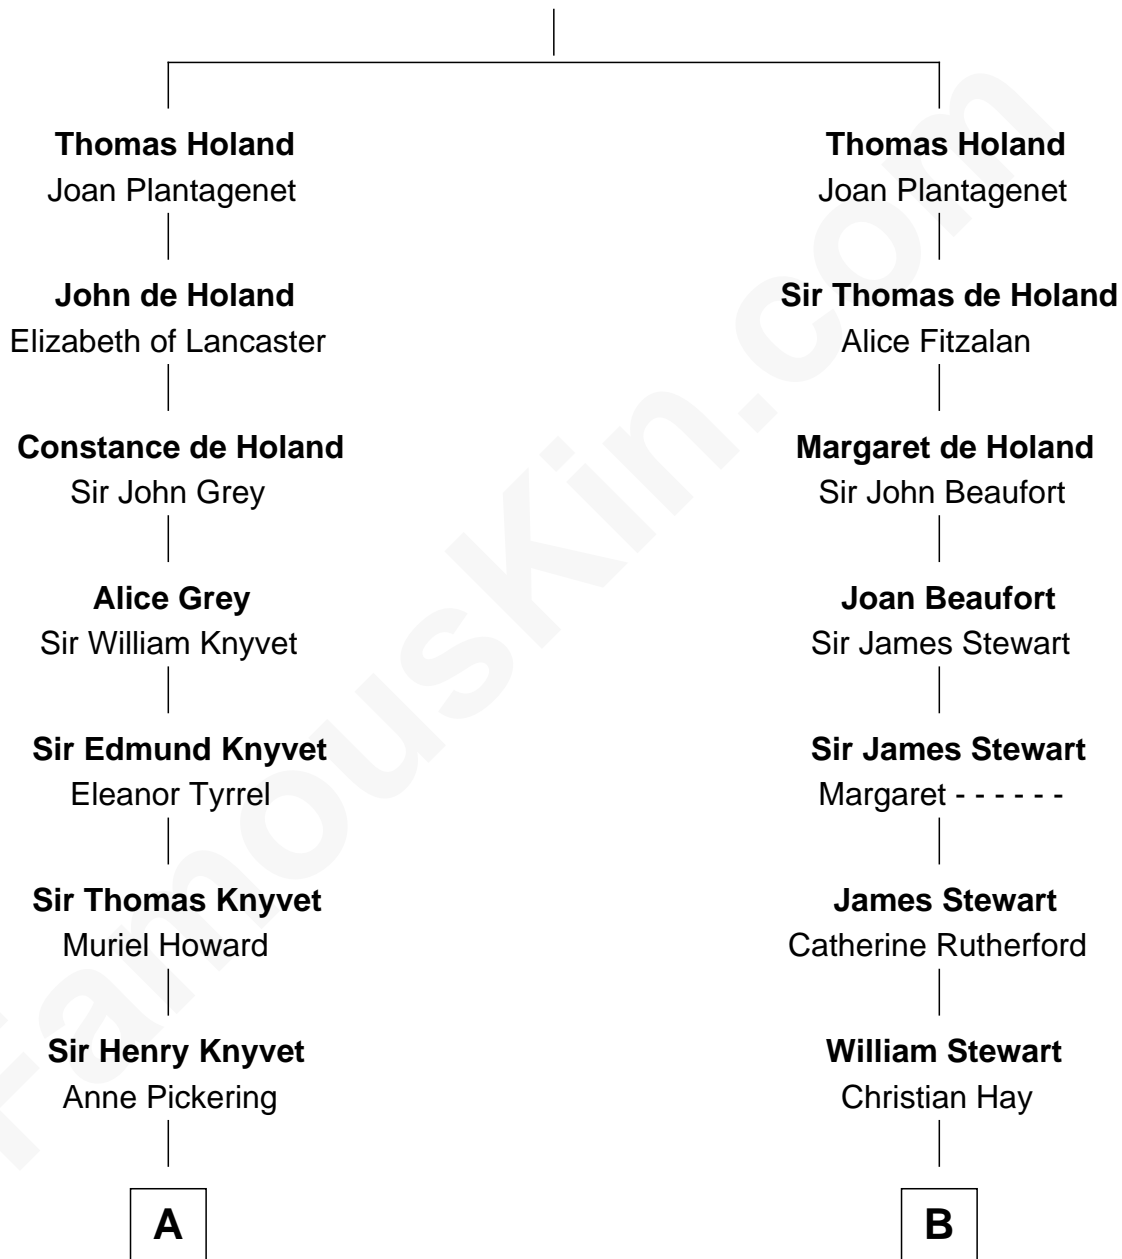 Thomas Holand
Joan Plantagenet
John de Holand
Elizabeth of Lancaster
Constance de Holand
Sir John Grey
Alice Grey
Sir William Knyvet
Sir Edmund Knyvet
Eleanor Tyrrel
Sir Thomas Knyvet
Muriel Howard
Sir Henry Knyvet
Anne Pickering
A
Thomas Holand
Joan Plantagenet
Sir Thomas de Holand
Alice Fitzalan
Margaret de Holand
Sir John Beaufort
Joan Beaufort
Sir James Stewart
Sir James Stewart
Margaret - - - - - -
James Stewart
Catherine Rutherford
William Stewart
Christian Hay
B
FamousKin.com